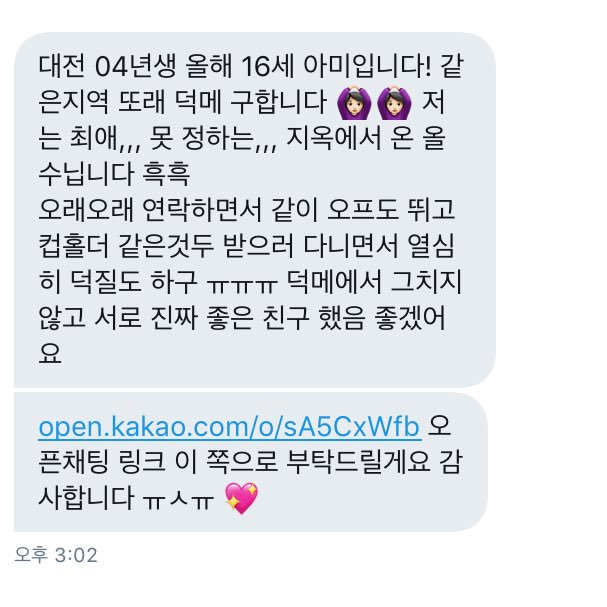 대전 04년생 올해 16세 아미입니다! 같
은지역 또래 덕메 구합니다 🙆🏻‍♀️🙆🏻‍♀️ 저
는 최애,,, 못 정하는,,, 지옥에서 온 올
수닙니다 흑흑
오래오래 연락하면서 같이 오프도 뛰고
컵홀더 같은것두 받으러 다니면서 열심
히 덕질도 하구 ㅠㅠㅠ 덕메에서 그치지
않고 서로 진짜 좋은 친구 했음 좋겠어
요
open.kakao.com/o/sA5CxWfb 오
픈채팅 링크 이 쪽으로 부탁드릴게요 감
사합니다 ㅠㅅㅠ 💖
오후 3:02